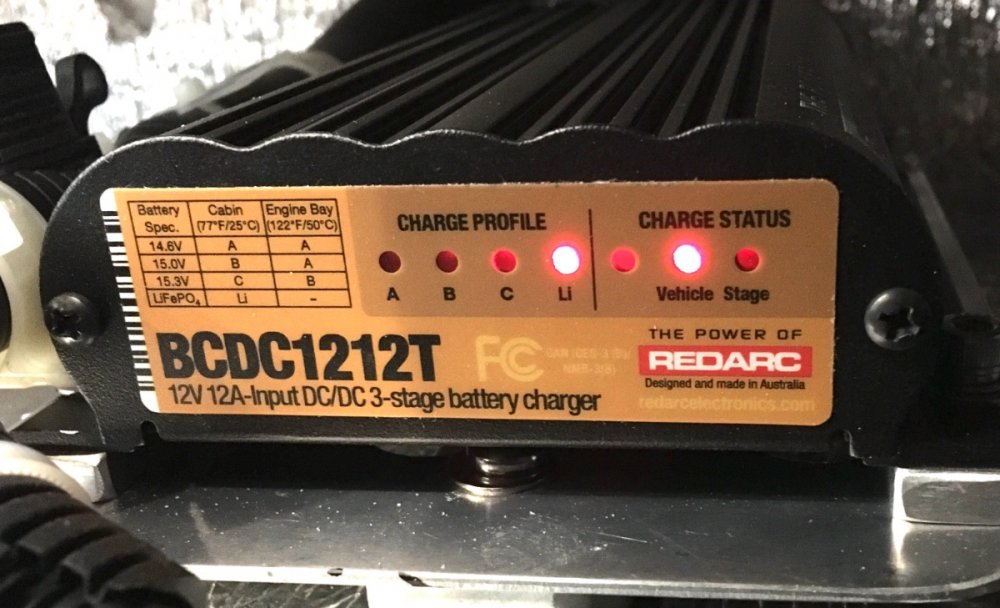 Battery Spec. Cabin (77°F/25°C) Engine Bay (122°F/50°C)
14.6V A A
15.0V B A
15.3V C B
LiFePO₄ Li –
CHARGE PROFILE
A B C Li
CHARGE STATUS
Vehicle Stage
BCDC1212T
12V 12A-Input DC/DC 3-stage battery charger
FC
THE POWER OF
REDARC
Designed and made in Australia
redarcelectronics.com